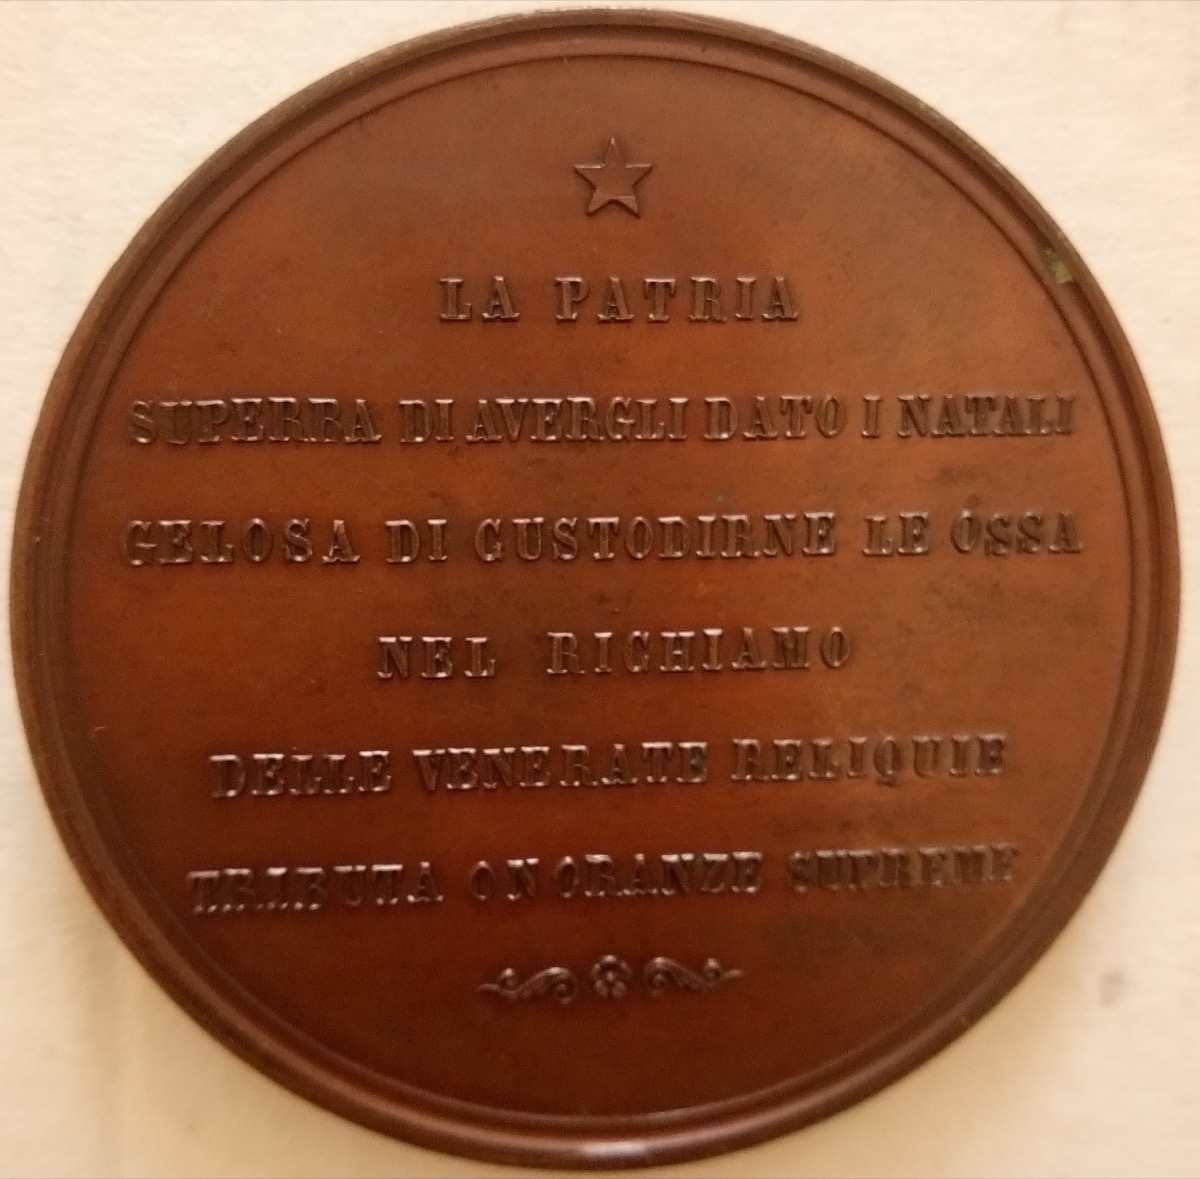 LA PATRIA
SUPERBA DI AVERGLI DATO I NATALI
GELOSA DI CUSTODIRNE LE ÓSSA
NEL RICHIAMO
DELLE VENERATE RELIQUIE
TRIBUTA ONORANZE SUPREME